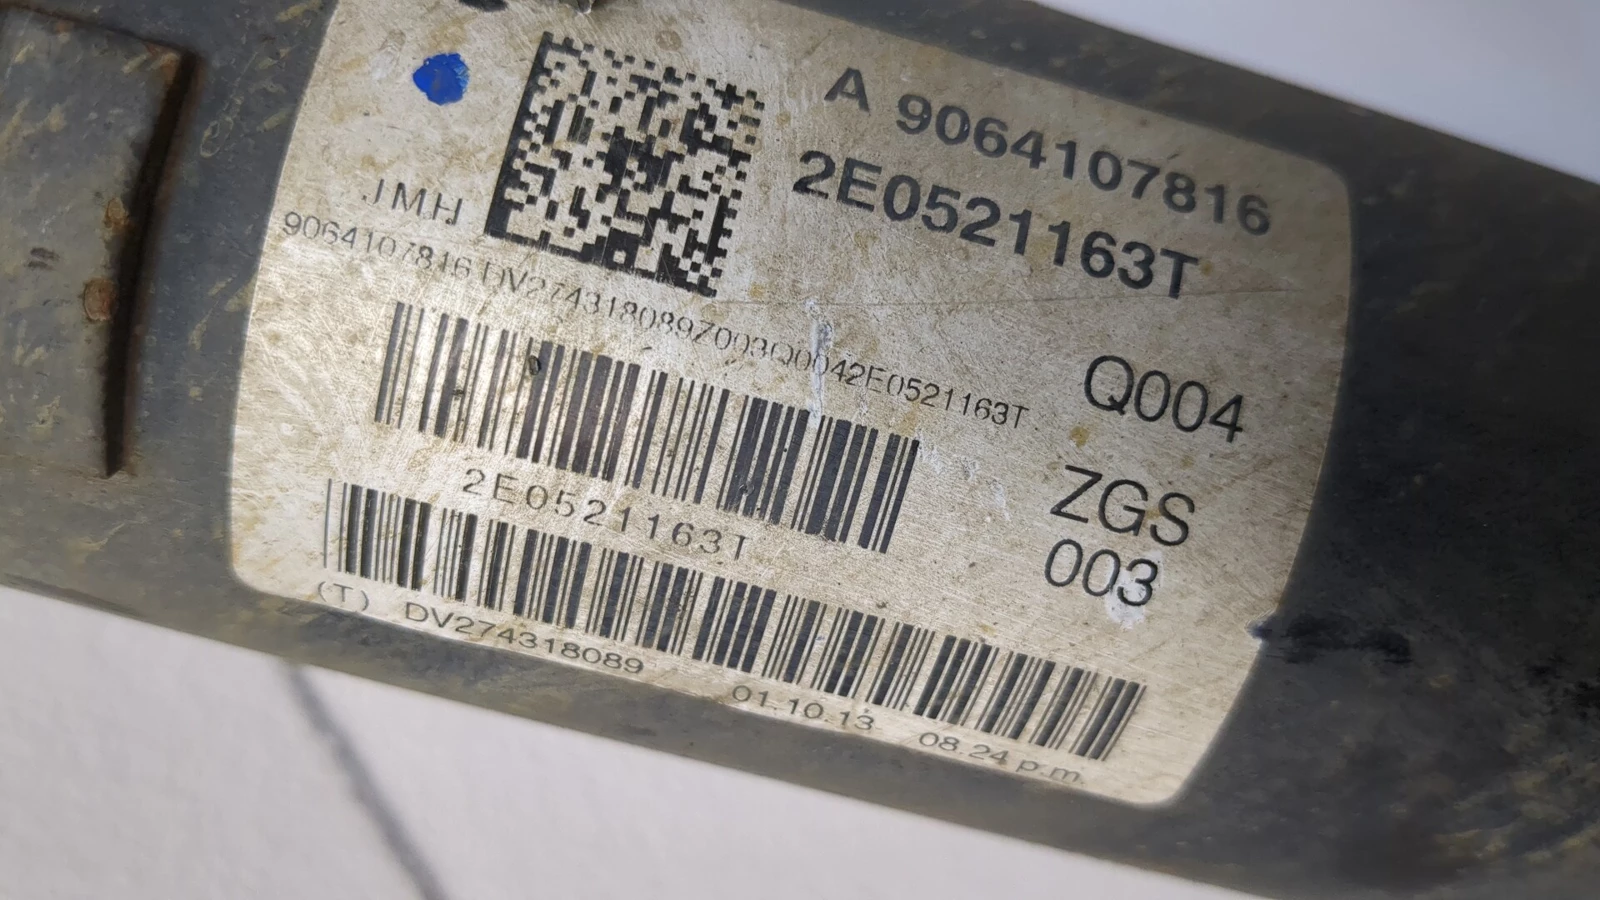 A 9064107816
2E0521163T
JMH
9064107816 DV274318089Z003Q0042E0521163T
Q004
2E0521163T
ZGS
003
(T) DV274318089 01.10.13 08.24 p.m.